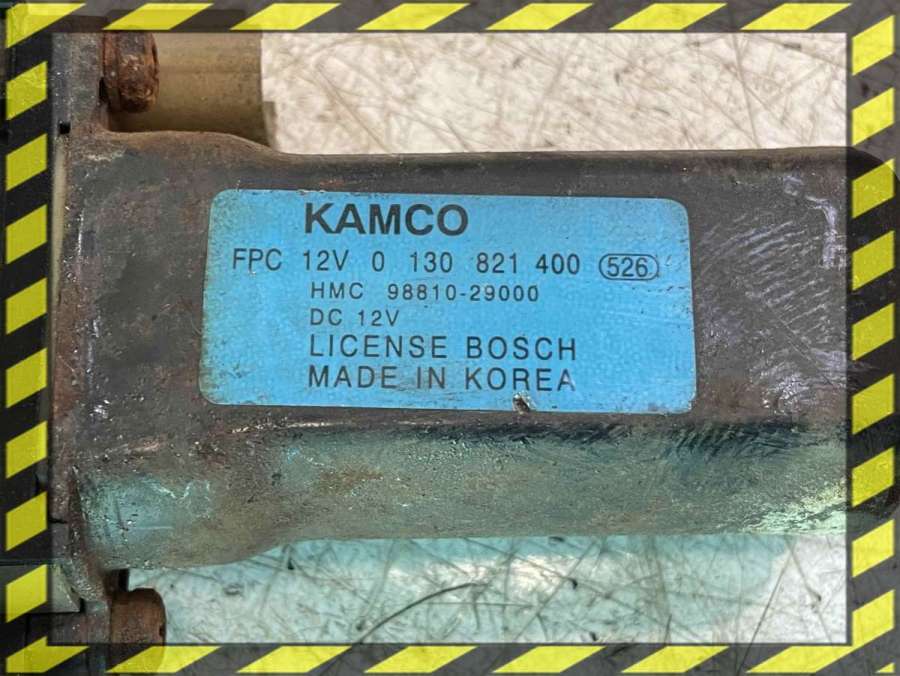 KAMCO
FPC 12V 0 130 821 400 526
HMC 98810-29000
DC 12V
LICENSE BOSCH
MADE IN KOREA